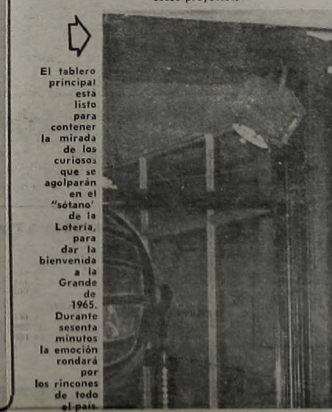 El tablero
principal
está
listo
para
contener
la mirada
de los
curiosos
que se
agolparán
en el
"sótano'
de la
Lotería,
para
dar la
bienvenida
a la
Grande
de
1965.
Durante
sesenta
minutos
la emoción
rondará
por
los rincones
de todo
el país